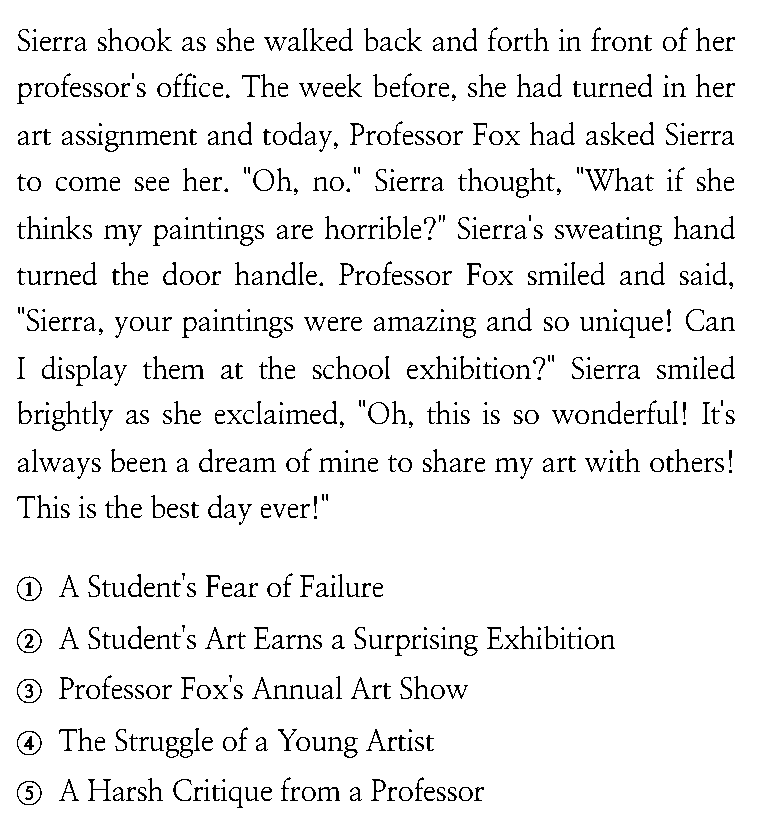 Sierra shook as she walked back and forth in front of her
professor's office. The week before, she had turned in her
art assignment and today, Professor Fox had asked Sierra
to come see her. "Oh, no." Sierra thought, "What if she
thinks my paintings are horrible?" Sierra's sweating hand
turned the door handle. Professor Fox smiled and said,
"Sierra, your paintings were amazing and so unique! Can
I display them at the school exhibition?" Sierra smiled
brightly as she exclaimed, "Oh, this is so wonderful! It's
always been a dream of mine to share my art with others!
This is the best day ever!"
① A Student's Fear of Failure
② A Student's Art Earns a Surprising Exhibition
③ Professor Fox's Annual Art Show
④ The Struggle of a Young Artist
⑤ A Harsh Critique from a Professor